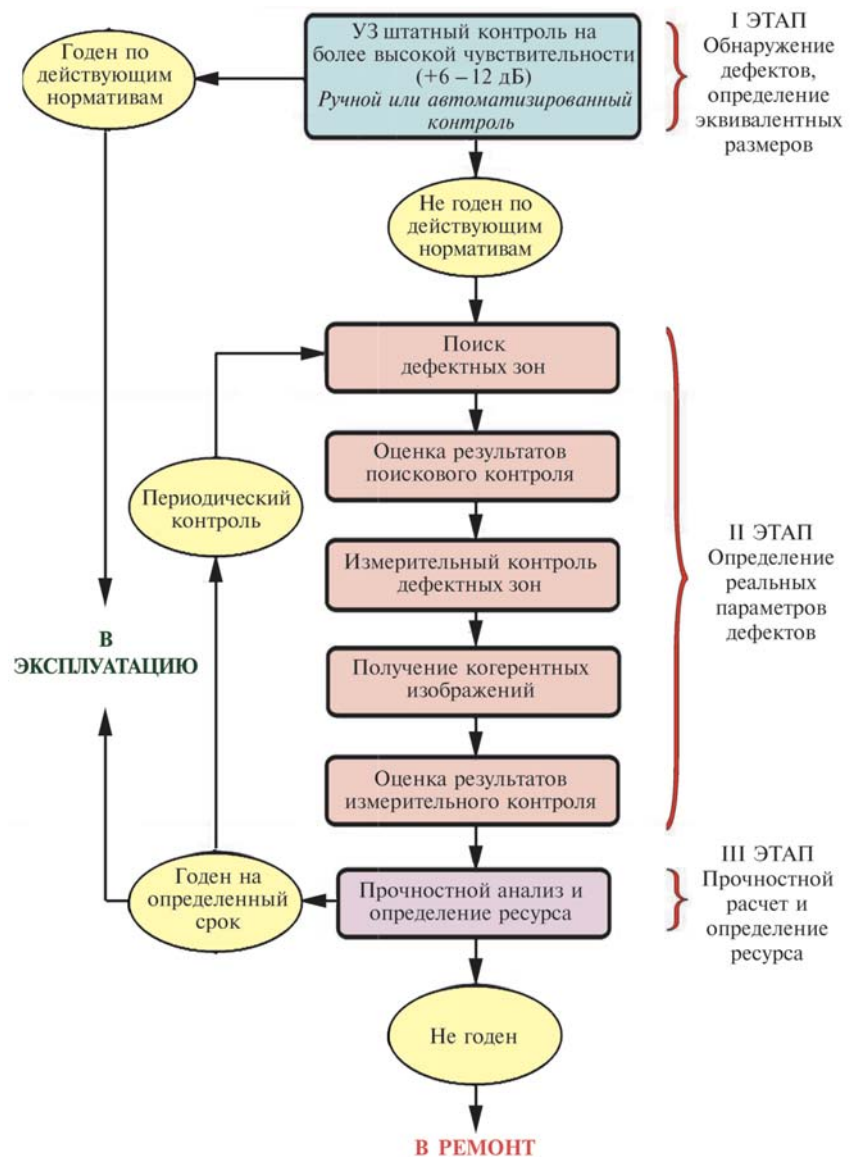 Годен по
действующим
нормативам
УЗ штатный контроль на
более высокой чувствительности
(+6 – 12 дБ)
Ручной или автоматизированный
контроль
I ЭТАП
Обнаружение
дефектов,
определение
эквивалентных
размеров
Не годен по
действующим
нормативам
Поиск
дефектных зон
Оценка результатов
поискового контроля
Периодический
контроль
Измерительный контроль
дефектных зон
II ЭТАП
Определение
реальных
параметров
дефектов
В
ЭКСПЛУАТАЦИЮ
Получение когерентных
изображений
Оценка результатов
измерительного контроля
Годен на
определенный
срок
Прочностной анализ и
определение ресурса
III ЭТАП
Прочностной
расчет и
определение
ресурса
Не годен
В РЕМОНТ